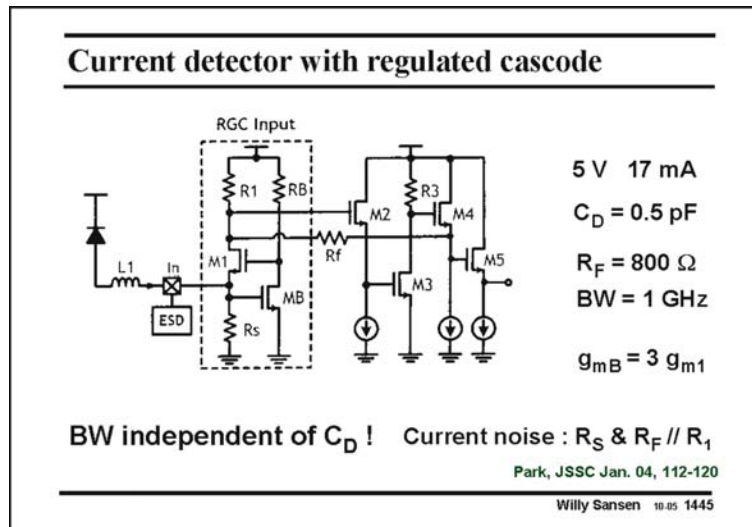 Current detector with regulated cascode
RGC Input
R1
RB
R3
M2
M4
Rf
M1
In
L1
MB
M3
M5
ESD
Rs
5 V 17 mA
C_D = 0.5 pF
R_F = 800 Ω
BW = 1 GHz
g_mB = 3 g_m1
BW independent of C_D ! Current noise : R_S & R_F // R_1
Park, JSSC Jan. 04, 112-120
Willy Sansen 10-05 1445